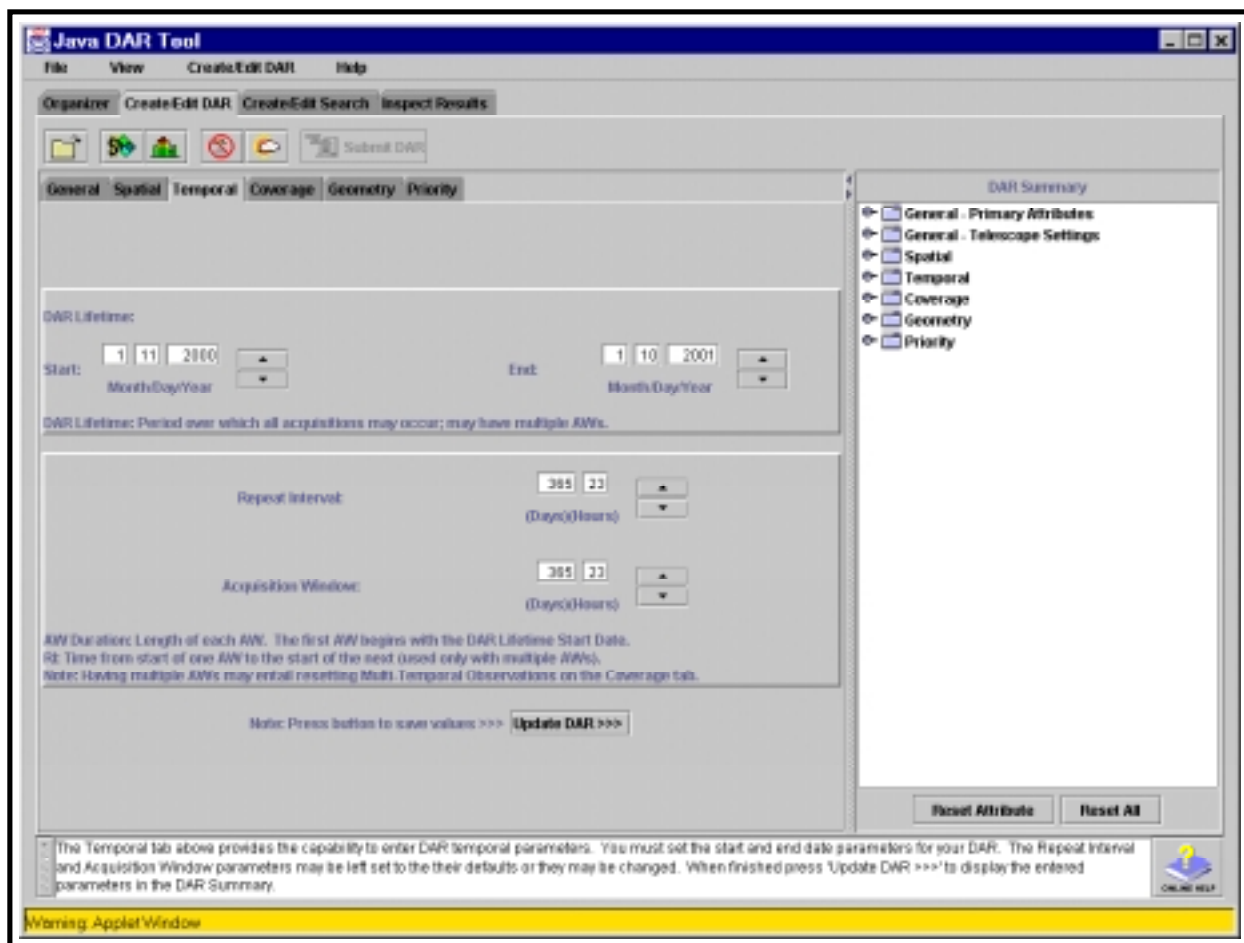 Java DAR Tool
File View Create/Edit DAR Help
Organizer Create/Edit DAR Create/Edit Search Inspect Results
Submit DAR
General Spatial Temporal Coverage Geometry Priority
DAR Summary
General - Primary Attributes
General - Telescope Settings
Spatial
Temporal
Coverage
Geometry
Priority
DAR Lifetime:
Start: 1 11 2000
Month/Day/Year
End: 1 10 2001
Month/Day/Year
DAR Lifetime: Period over which all acquisitions may occur; may have multiple AWs.
Repeat Interval: 365 23
(Days)(Hours)
Acquisition Window: 365 23
(Days)(Hours)
AW Duration: Length of each AW. The first AW begins with the DAR Lifetime Start Date.
RI: Time from start of one AW to the start of the next (used only with multiple AWs).
Note: Having multiple AWs may entail resetting Multi-Temporal Observations on the Coverage tab.
Note: Press button to save values >>> Update DAR >>>
Reset Attribute Reset All
The Temporal tab above provides the capability to enter DAR temporal parameters. You must set the start and end date parameters for your DAR. The Repeat Interval
and Acquisition Window parameters may be left set to the their defaults or they may be changed. When finished press 'Update DAR >>>' to display the entered
parameters in the DAR Summary.
ONLINE HELP
Warning: Applet Window